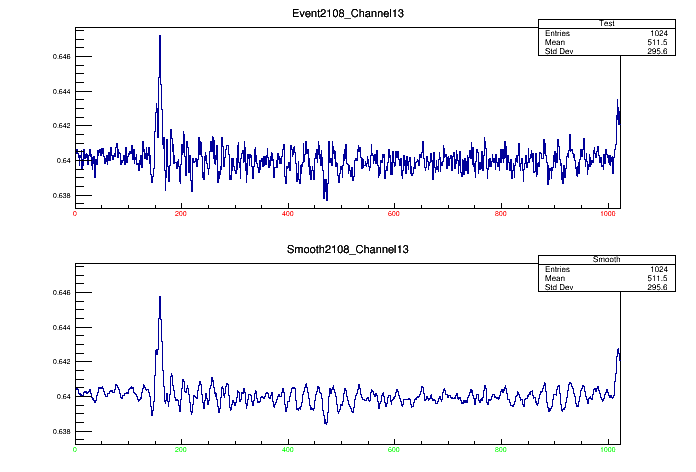 Event2108_Channel13
Test
Entries 1024
Mean 511.5
Std Dev 295.6
0.646
0.644
0.642
0.64
0.638
0 200 400 600 800 1000
Smooth2108_Channel13
Smooth
Entries 1024
Mean 511.5
Std Dev 295.6
0.646
0.644
0.642
0.64
0.638
0 200 400 600 800 1000